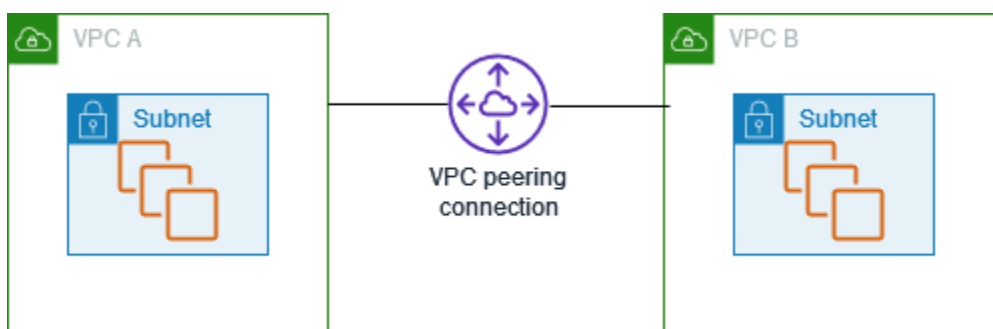 VPC A
VPC B
Subnet
Subnet
VPC peering
connection